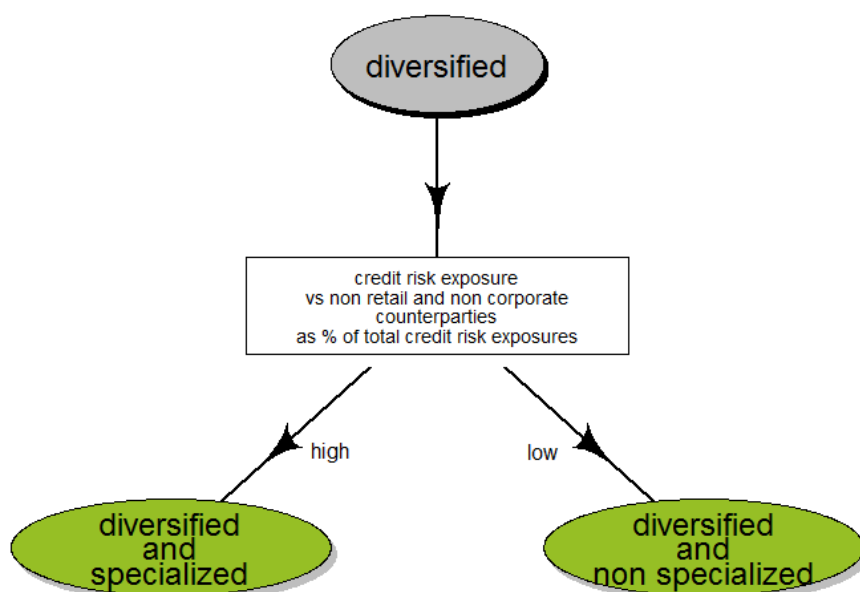 diversified
credit risk exposure
vs non retail and non corporate
counterparties
as % of total credit risk exposures
high
low
diversified
and
specialized
diversified
and
non specialized